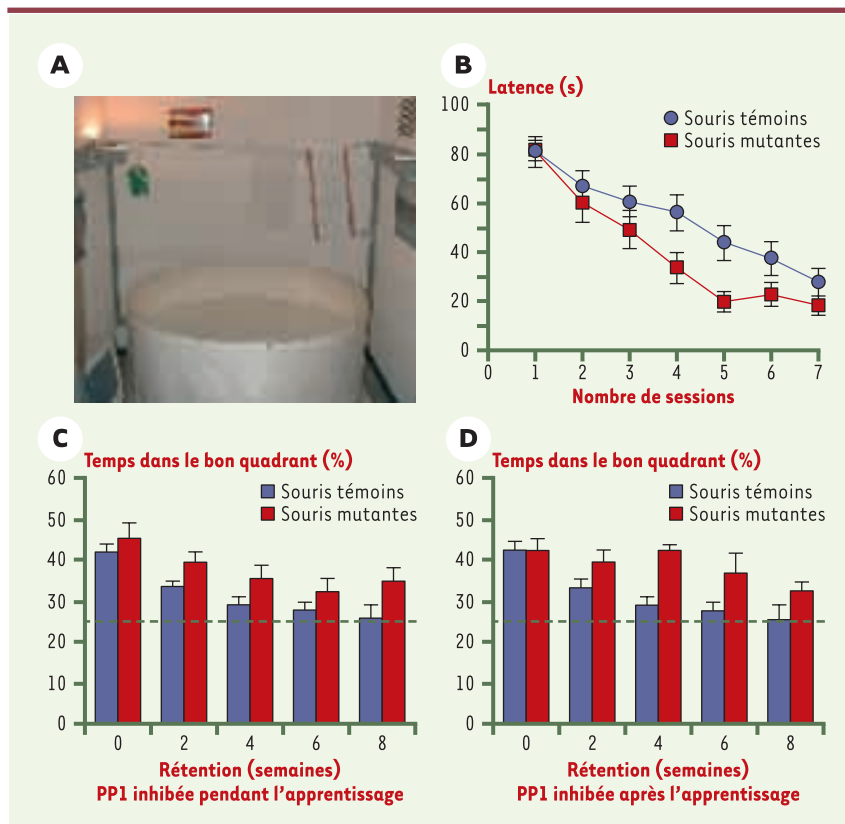 A
B
Latence (s)
100
80
60
40
20
0
Souris témoins
Souris mutantes
0 1 2 3 4 5 6 7
Nombre de sessions
C
Temps dans le bon quadrant (%)
60
50
40
30
20
10
0
Souris témoins
Souris mutantes
0 2 4 6 8
Rétention (semaines)
PP1 inhibée pendant l'apprentissage
D
Temps dans le bon quadrant (%)
60
50
40
30
20
10
0
Souris témoins
Souris mutantes
0 2 4 6 8
Rétention (semaines)
PP1 inhibée après l'apprentissage